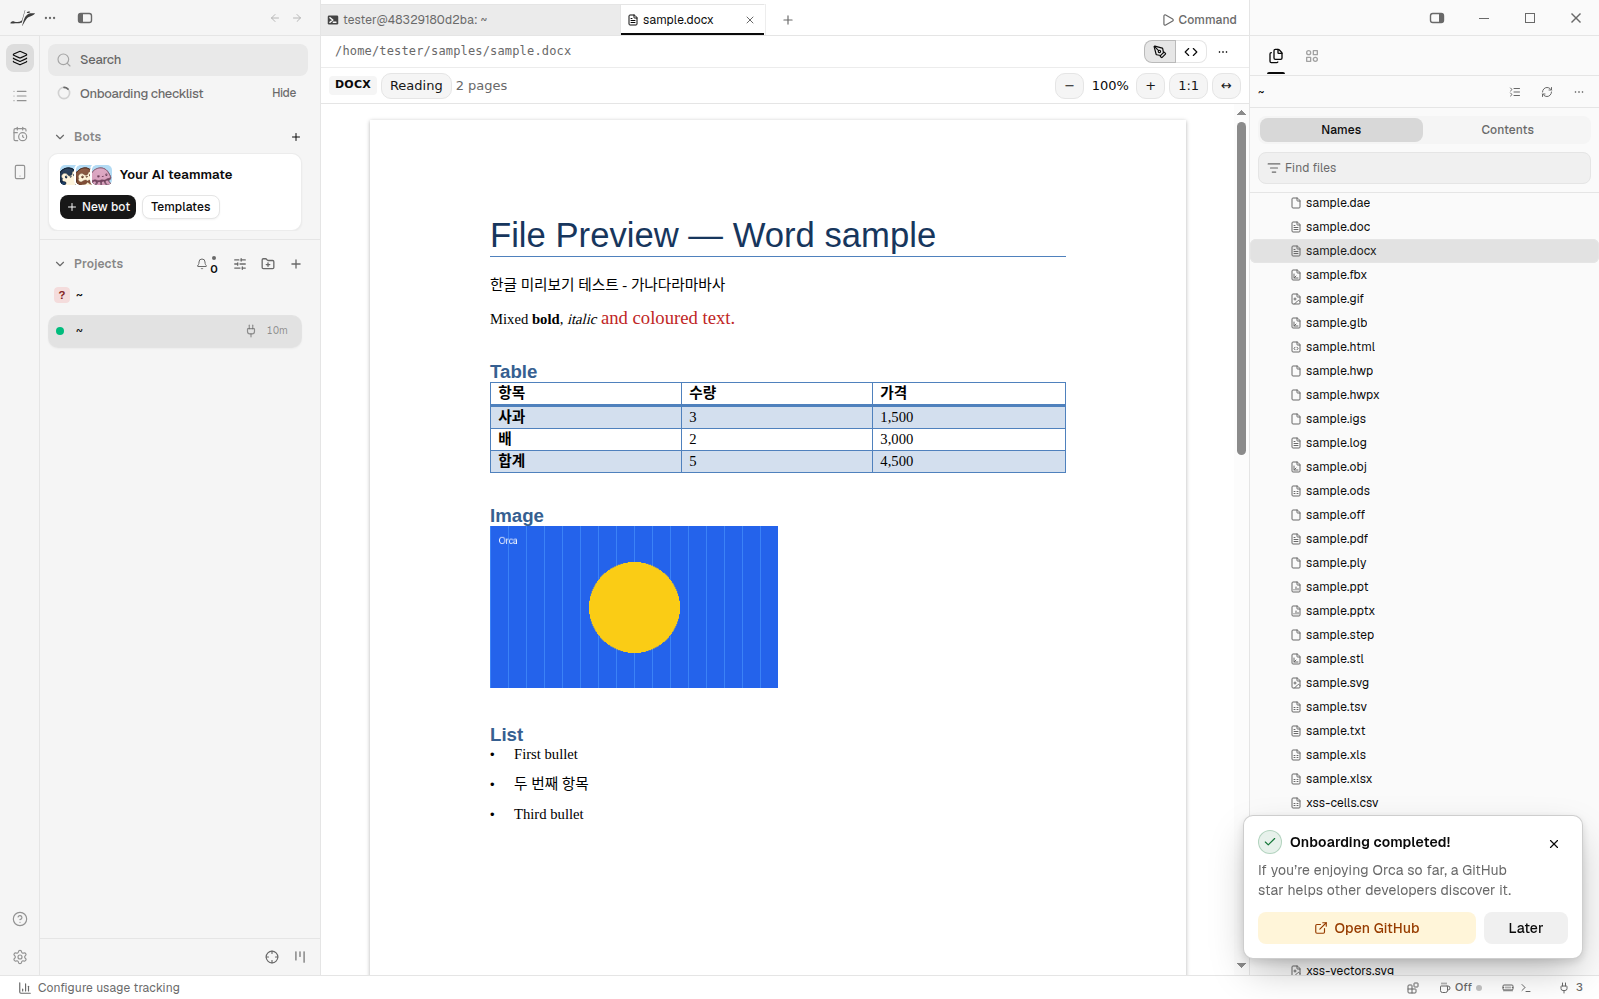 tester@48329180d2ba: ~
sample.docx
Command
Search
Onboarding checklist
Hide
Bots
Your AI teammate
New bot
Templates
Projects
0
? ~
~
10m
Configure usage tracking
/home/tester/samples/sample.docx
DOCX
Reading
2 pages
100%
1:1
File Preview — Word sample
한글 미리보기 테스트 - 가나다라마바사
Mixed bold, italic and coloured text.
Table
항목 수량 가격
사과 3 1,500
배 2 3,000
합계 5 4,500
Image
Orca
List
• First bullet
• 두 번째 항목
• Third bullet
~
Names
Contents
Find files
sample.dae
sample.doc
sample.docx
sample.fbx
sample.gif
sample.glb
sample.html
sample.hwp
sample.hwpx
sample.igs
sample.log
sample.obj
sample.ods
sample.off
sample.pdf
sample.ply
sample.ppt
sample.pptx
sample.step
sample.stl
sample.svg
sample.tsv
sample.txt
sample.xls
sample.xlsx
xss-cells.csv
Onboarding completed!
If you're enjoying Orca so far, a GitHub
star helps other developers discover it.
Open GitHub
Later
xss-vectors.svg
Off
3